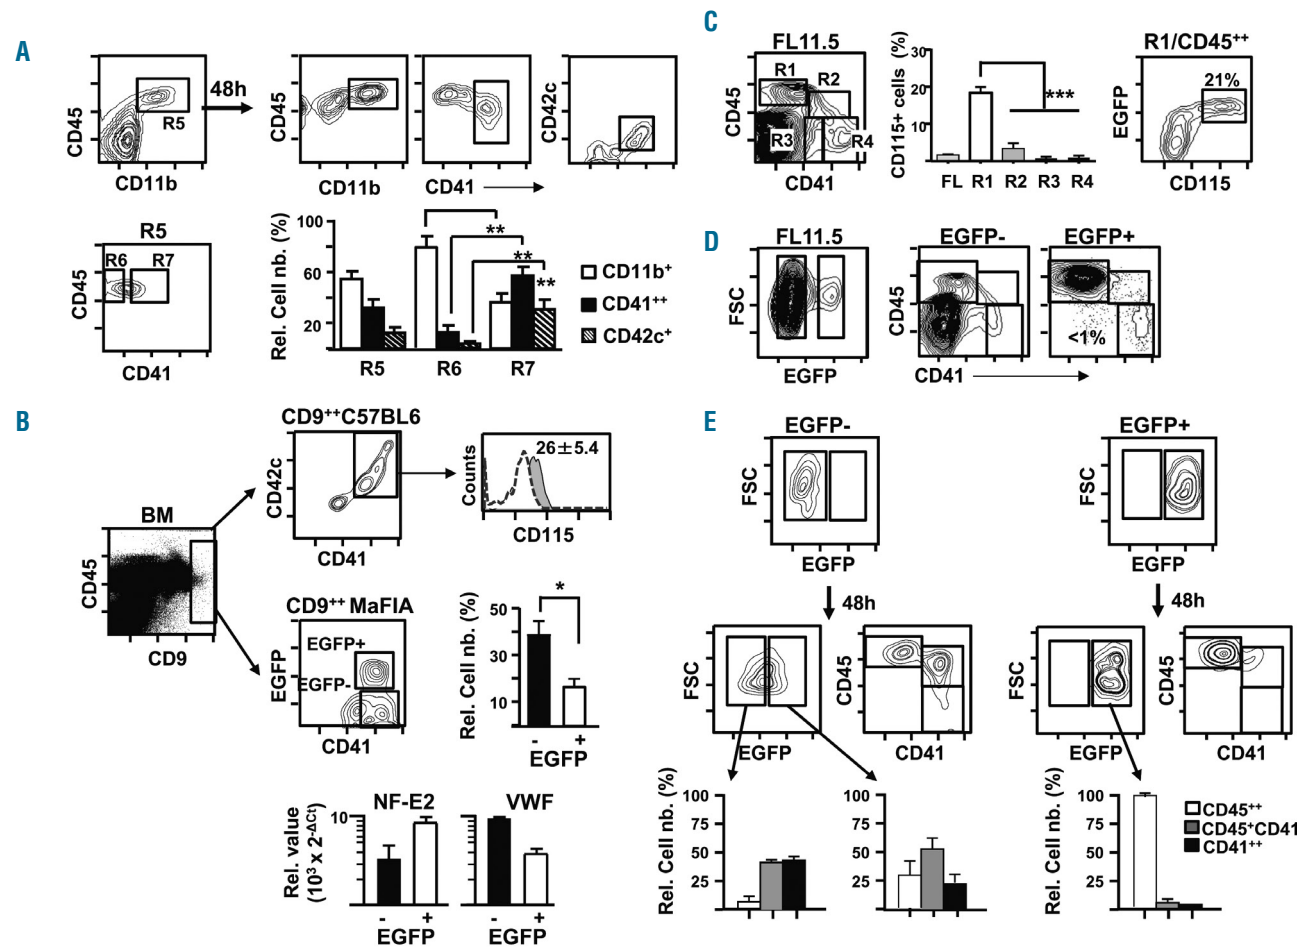 A
CD45
R5
CD11b
48h
CD45
CD11b
CD41
CD42c
R5
CD45
R6
R7
CD41
Rel. Cell nb. (%)
100
60
20
**
**
**
R5
R6
R7
CD11b+
CD41++
CD42c+
B
BM
CD45
CD9
CD9++C57BL6
CD42c
CD41
Counts
26±5.4
CD115
CD9++ MaFIA
EGFP
EGFP+
EGFP-
CD41
Rel. Cell nb. (%)
50
30
10
*
- +
EGFP
Rel. value
(10³ x 2-ΔCt)
NF-E2
10
- +
EGFP
VWF
- +
EGFP
C
FL11.5
CD45
R1
R2
R3
R4
CD41
CD115+ cells (%)
30
20
10
***
FL R1 R2 R3 R4
R1/CD45++
EGFP
21%
CD115
D
FL11.5
FSC
EGFP
EGFP-
CD45
CD41
EGFP+
<1%
E
EGFP-
FSC
EGFP
48h
FSC
EGFP
CD45
CD41
Rel. Cell nb. (%)
100
75
50
25
100
75
50
25
EGFP+
FSC
EGFP
48h
FSC
EGFP
CD45
CD41
Rel. Cell nb. (%)
100
75
50
25
CD45++
CD45+CD41
CD41++